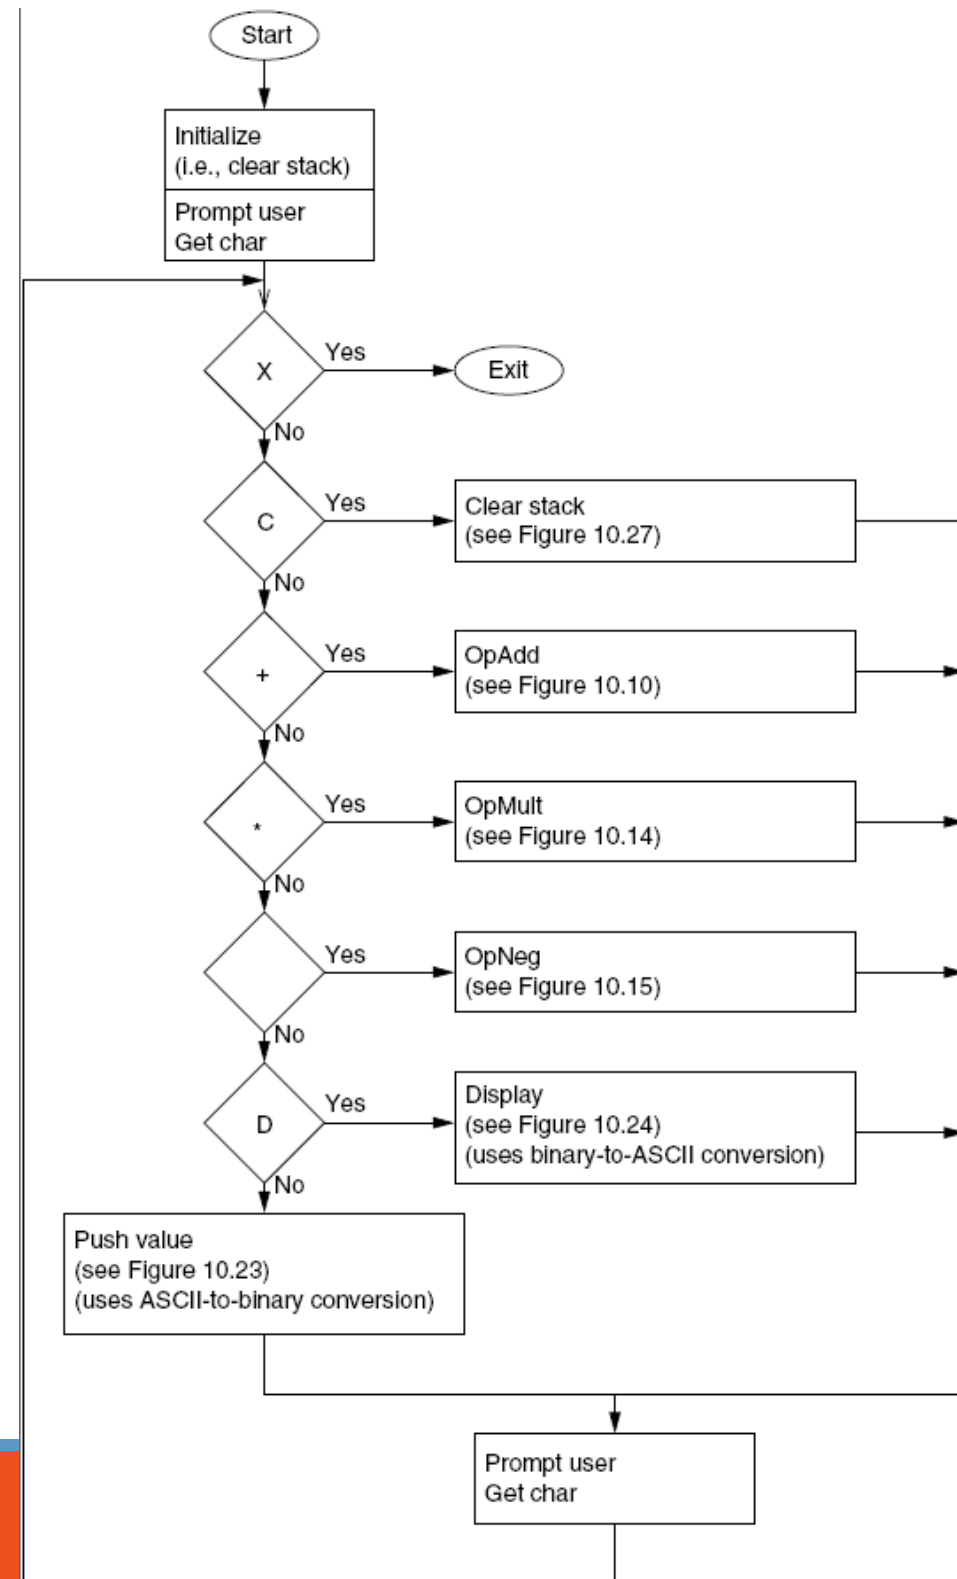 Start
Initialize
(i.e., clear stack)
Prompt user
Get char
X
Yes
Exit
No
C
Yes
Clear stack
(see Figure 10.27)
No
+
Yes
OpAdd
(see Figure 10.10)
No
*
Yes
OpMult
(see Figure 10.14)
No
Yes
OpNeg
(see Figure 10.15)
No
D
Yes
Display
(see Figure 10.24)
(uses binary-to-ASCII conversion)
No
Push value
(see Figure 10.23)
(uses ASCII-to-binary conversion)
Prompt user
Get char